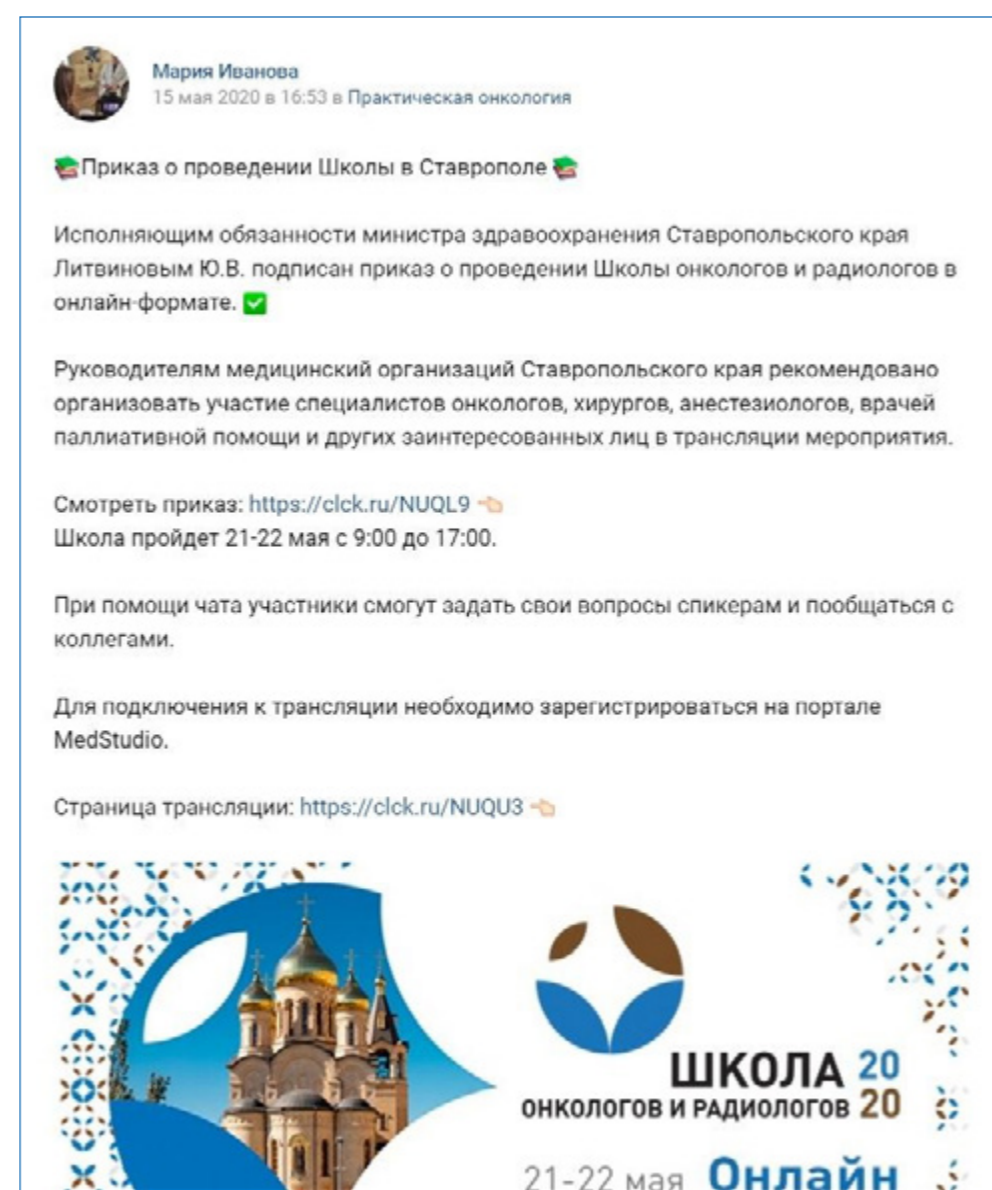 Мария Иванова
15 мая 2020 в 16:53 в Практическая онкология
📚Приказ о проведении Школы в Ставрополе 📚
Исполняющим обязанности министра здравоохранения Ставропольского края
Литвиновым Ю.В. подписан приказ о проведении Школы онкологов и радиологов в
онлайн-формате. ✅
Руководителям медицинский организаций Ставропольского края рекомендовано
организовать участие специалистов онкологов, хирургов, анестезиологов, врачей
паллиативной помощи и других заинтересованных лиц в трансляции мероприятия.
Смотреть приказ: https://clck.ru/NUQL9 👈🏻
Школа пройдет 21-22 мая с 9:00 до 17:00.
При помощи чата участники смогут задать свои вопросы спикерам и пообщаться с
коллегами.
Для подключения к трансляции необходимо зарегистрироваться на портале
MedStudio.
Страница трансляции: https://clck.ru/NUQU3 👈🏻
ШКОЛА 20
ОНКОЛОГОВ И РАДИОЛОГОВ 20
21-22 мая Онлайн